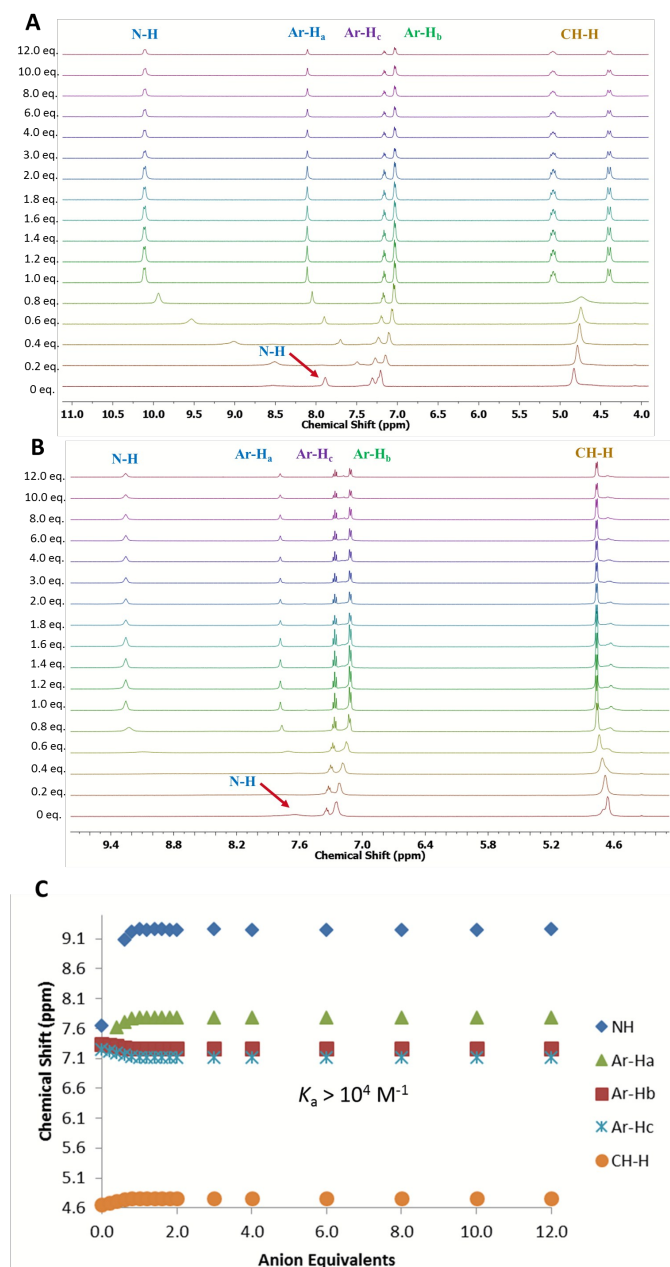 A
N-H Ar-Ha Ar-Hc Ar-Hb CH-H
12.0 eq.
10.0 eq.
8.0 eq.
6.0 eq.
4.0 eq.
3.0 eq.
2.0 eq.
1.8 eq.
1.6 eq.
1.4 eq.
1.2 eq.
1.0 eq.
0.8 eq.
0.6 eq.
0.4 eq.
N-H
0.2 eq.
0 eq.
11.0 10.5 10.0 9.5 9.0 8.5 8.0 7.5 7.0 6.5 6.0 5.5 5.0 4.5 4.0
Chemical Shift (ppm)
B
N-H Ar-Ha Ar-Hc Ar-Hb CH-H
12.0 eq.
10.0 eq.
8.0 eq.
6.0 eq.
4.0 eq.
3.0 eq.
2.0 eq.
1.8 eq.
1.6 eq.
1.4 eq.
1.2 eq.
1.0 eq.
0.8 eq.
0.6 eq.
0.4 eq.
N-H
0.2 eq.
0 eq.
9.4 8.8 8.2 7.6 7.0 6.4 5.8 5.2 4.6
Chemical Shift (ppm)
C
9.1
8.6
8.1
7.6
7.1
6.6
6.1
5.6
5.1
4.6
Chemical Shift (ppm)
Ka > 10⁴ M⁻¹
NH
Ar-Ha
Ar-Hb
Ar-Hc
CH-H
0.0 2.0 4.0 6.0 8.0 10.0 12.0
Anion Equivalents